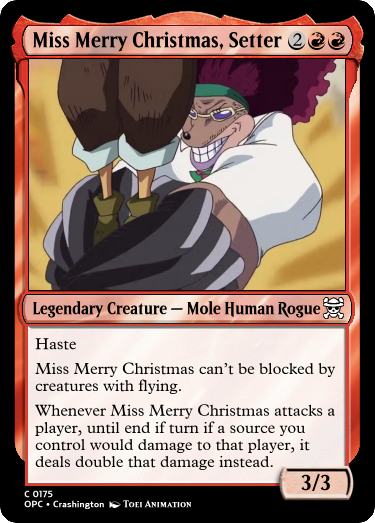 Miss Merry Christmas, Setter 2
Legendary Creature — Mole Human Rogue
Haste
Miss Merry Christmas can't be blocked by
creatures with flying.
Whenever Miss Merry Christmas attacks a
player, until end if turn if a source you
control would damage to that player, it
deals double that damage instead.
3/3
C 0175
OPC • Crashington TOEI ANIMATION